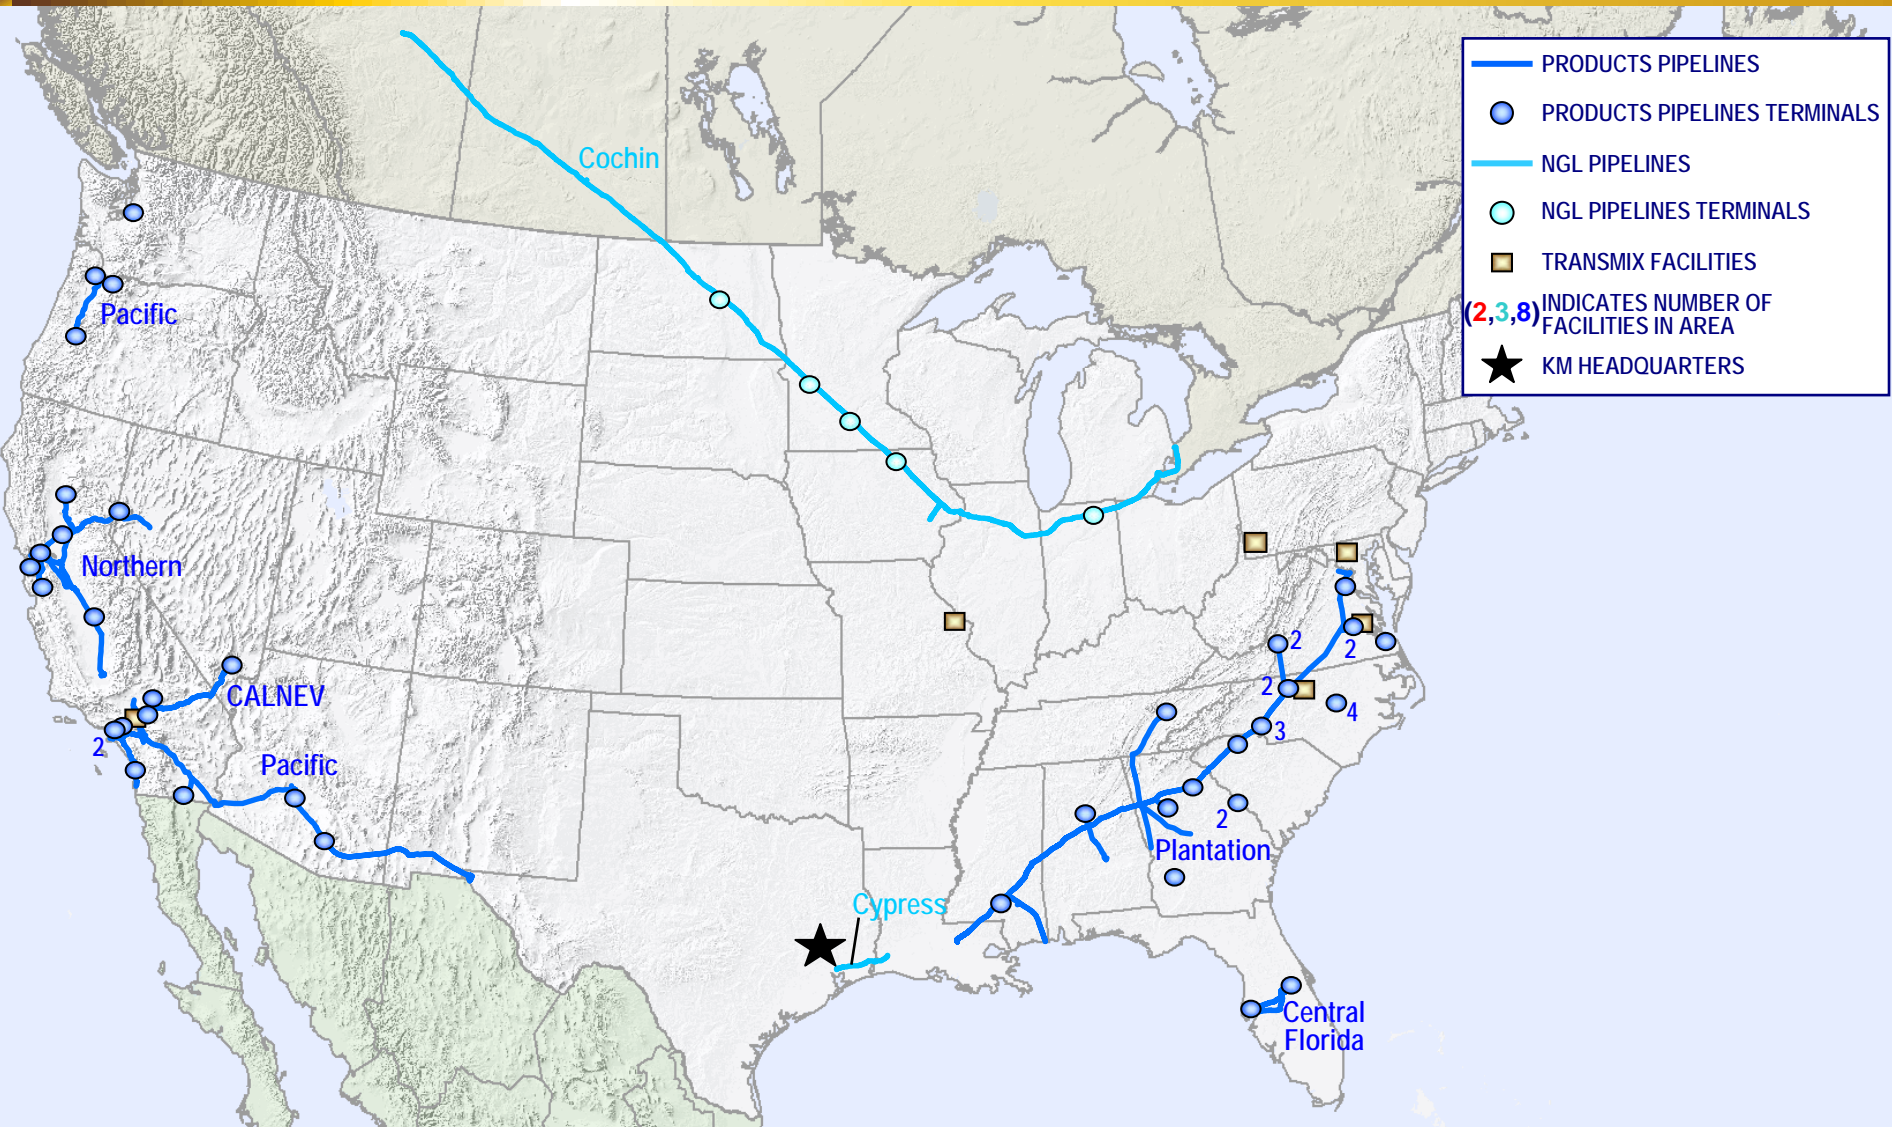 PRODUCTS PIPELINES
PRODUCTS PIPELINES TERMINALS
NGL PIPELINES
NGL PIPELINES TERMINALS
TRANSMIX FACILITIES
(2,3,8) INDICATES NUMBER OF
FACILITIES IN AREA
KM HEADQUARTERS
Cochin
Pacific
Northern
CALNEV
2
Pacific
2
2
2
4
3
2
Plantation
Cypress
Central
Florida